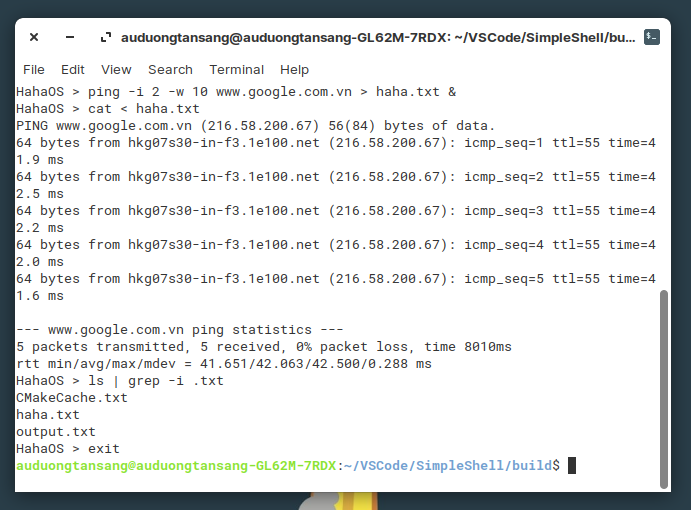 auduongtansang@auduongtansang-GL62M-7RDX: ~/VSCode/SimpleShell/bu...
File Edit View Search Terminal Help
HahaOS > ping -i 2 -w 10 www.google.com.vn > haha.txt &
HahaOS > cat < haha.txt
PING www.google.com.vn (216.58.200.67) 56(84) bytes of data.
64 bytes from hkg07s30-in-f3.1e100.net (216.58.200.67): icmp_seq=1 ttl=55 time=4
1.9 ms
64 bytes from hkg07s30-in-f3.1e100.net (216.58.200.67): icmp_seq=2 ttl=55 time=4
2.5 ms
64 bytes from hkg07s30-in-f3.1e100.net (216.58.200.67): icmp_seq=3 ttl=55 time=4
2.2 ms
64 bytes from hkg07s30-in-f3.1e100.net (216.58.200.67): icmp_seq=4 ttl=55 time=4
2.0 ms
64 bytes from hkg07s30-in-f3.1e100.net (216.58.200.67): icmp_seq=5 ttl=55 time=4
1.6 ms
--- www.google.com.vn ping statistics ---
5 packets transmitted, 5 received, 0% packet loss, time 8010ms
rtt min/avg/max/mdev = 41.651/42.063/42.500/0.288 ms
HahaOS > ls | grep -i .txt
CMakeCache.txt
haha.txt
output.txt
HahaOS > exit
auduongtansang@auduongtansang-GL62M-7RDX:~/VSCode/SimpleShell/build$